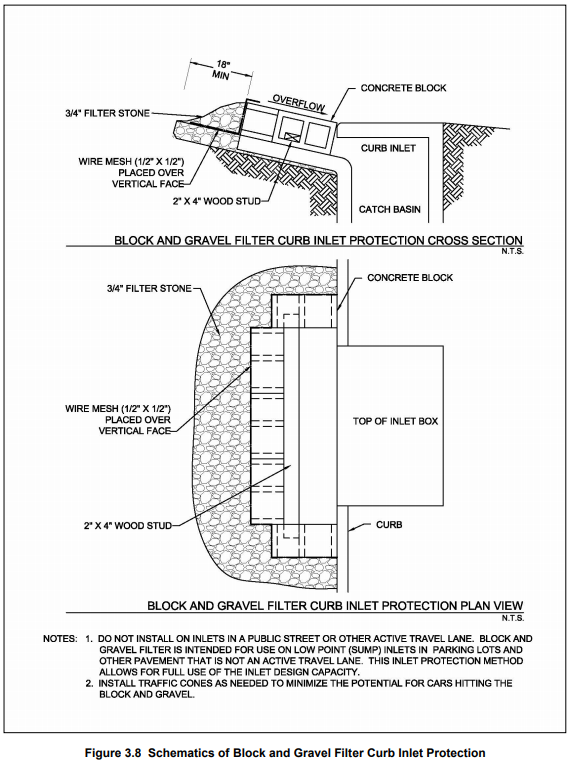 18"
MIN
OVERFLOW
CONCRETE BLOCK
3/4" FILTER STONE
CURB INLET
WIRE MESH (1/2" X 1/2")
PLACED OVER
VERTICAL FACE
2" X 4" WOOD STUD
CATCH BASIN
BLOCK AND GRAVEL FILTER CURB INLET PROTECTION CROSS SECTION
N.T.S.
CONCRETE BLOCK
3/4" FILTER STONE
WIRE MESH (1/2" X 1/2")
PLACED OVER
VERTICAL FACE
TOP OF INLET BOX
2" X 4" WOOD STUD
CURB
BLOCK AND GRAVEL FILTER CURB INLET PROTECTION PLAN VIEW
N.T.S.
NOTES: 1. DO NOT INSTALL ON INLETS IN A PUBLIC STREET OR OTHER ACTIVE TRAVEL LANE. BLOCK AND
GRAVEL FILTER IS INTENDED FOR USE ON LOW POINT (SUMP) INLETS IN PARKING LOTS AND
OTHER PAVEMENT THAT IS NOT AN ACTIVE TRAVEL LANE. THIS INLET PROTECTION METHOD
ALLOWS FOR FULL USE OF THE INLET DESIGN CAPACITY.
2. INSTALL TRAFFIC CONES AS NEEDED TO MINIMIZE THE POTENTIAL FOR CARS HITTING THE
BLOCK AND GRAVEL.
Figure 3.8 Schematics of Block and Gravel Filter Curb Inlet Protection